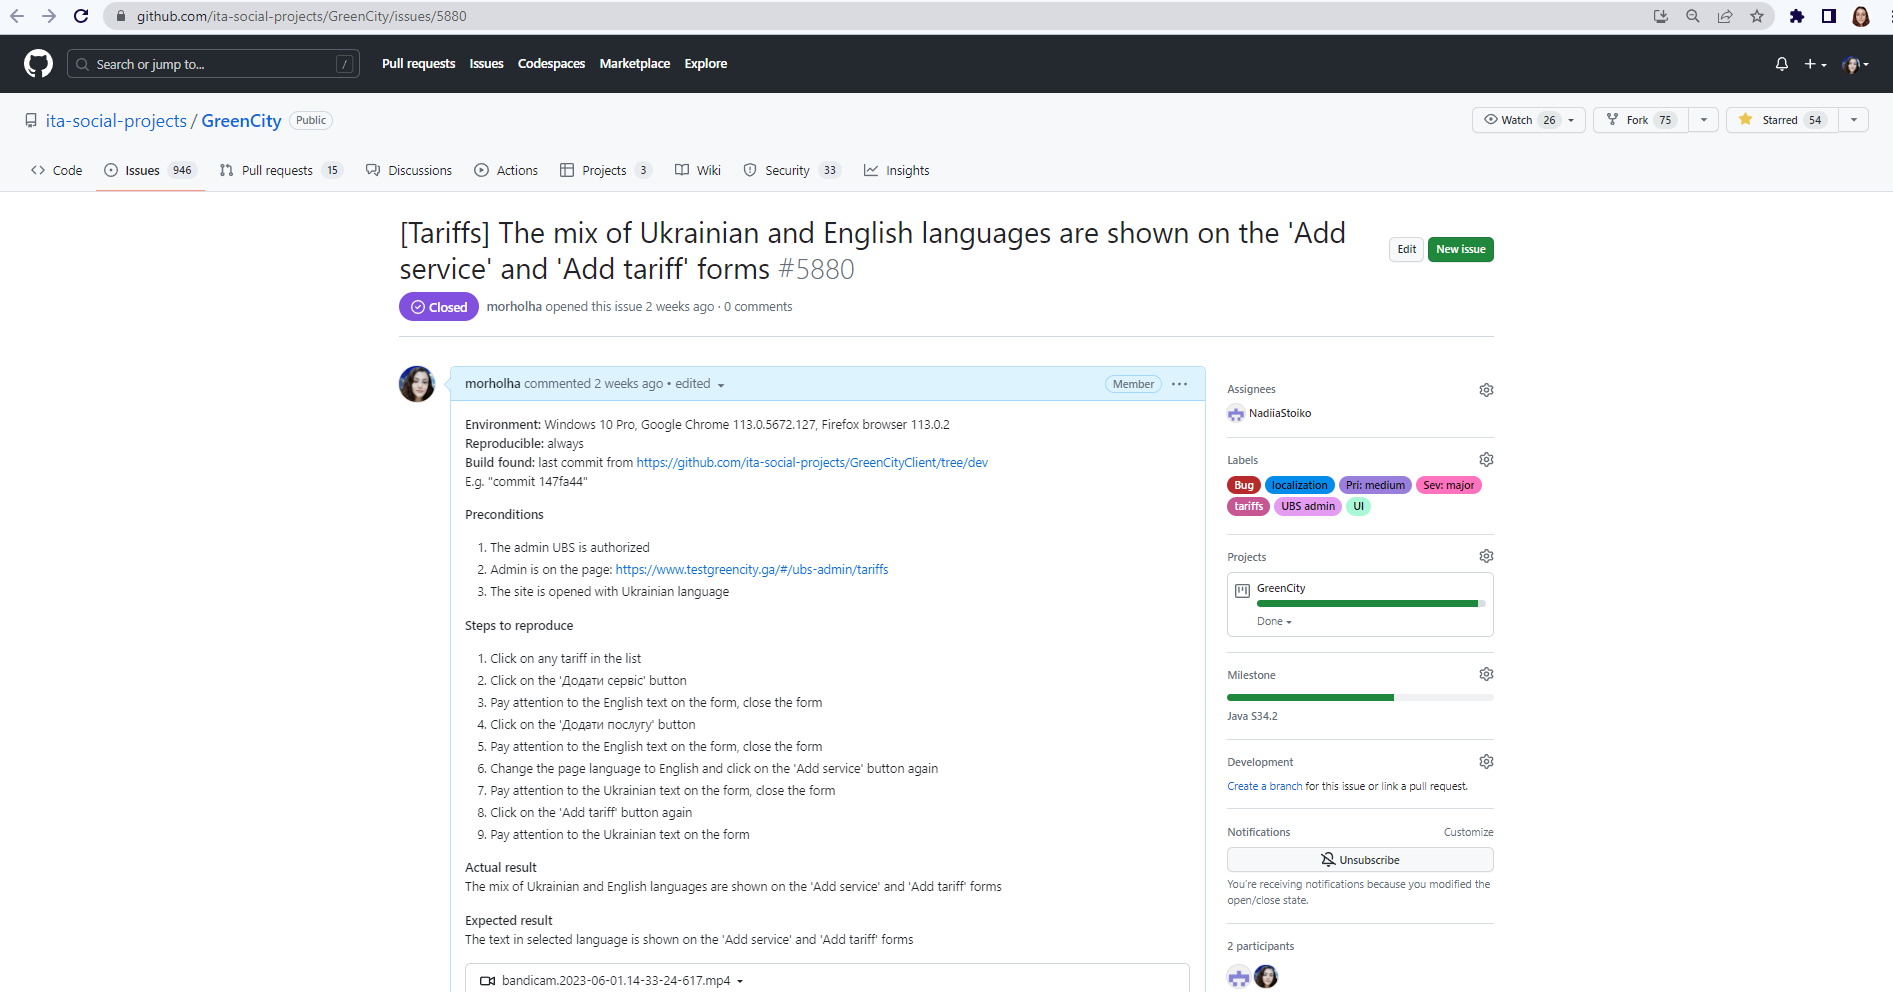 github.com/ita-social-projects/GreenCity/issues/5880
Search or jump to... /
Pull requests Issues Codespaces Marketplace Explore
ita-social-projects / GreenCity Public
Watch 26 Fork 75 Starred 54
Code Issues 946 Pull requests 15 Discussions Actions Projects 3 Wiki Security 33 Insights
[Tariffs] The mix of Ukrainian and English languages are shown on the 'Add
service' and 'Add tariff' forms #5880
Edit New issue
Closed morholha opened this issue 2 weeks ago · 0 comments
morholha commented 2 weeks ago • edited Member
Environment: Windows 10 Pro, Google Chrome 113.0.5672.127, Firefox browser 113.0.2
Reproducible: always
Build found: last commit from https://github.com/ita-social-projects/GreenCityClient/tree/dev
E.g. "commit 147fa44"
Preconditions
1. The admin UBS is authorized
2. Admin is on the page: https://www.testgreencity.ga/#/ubs-admin/tariffs
3. The site is opened with Ukrainian language
Steps to reproduce
1. Click on any tariff in the list
2. Click on the 'Додати сервіс' button
3. Pay attention to the English text on the form, close the form
4. Click on the 'Додати послугу' button
5. Pay attention to the English text on the form, close the form
6. Change the page language to English and click on the 'Add service' button again
7. Pay attention to the Ukrainian text on the form, close the form
8. Click on the 'Add tariff' button again
9. Pay attention to the Ukrainian text on the form
Actual result
The mix of Ukrainian and English languages are shown on the 'Add service' and 'Add tariff' forms
Expected result
The text in selected language is shown on the 'Add service' and 'Add tariff' forms
bandicam.2023-06-01.14-33-24-617.mp4
Assignees
NadiiaStoiko
Labels
Bug localization Pri: medium Sev: major
tariffs UBS admin UI
Projects
GreenCity
Done
Milestone
Java S34.2
Development
Create a branch for this issue or link a pull request.
Notifications Customize
Unsubscribe
You're receiving notifications because you modified the
open/close state.
2 participants